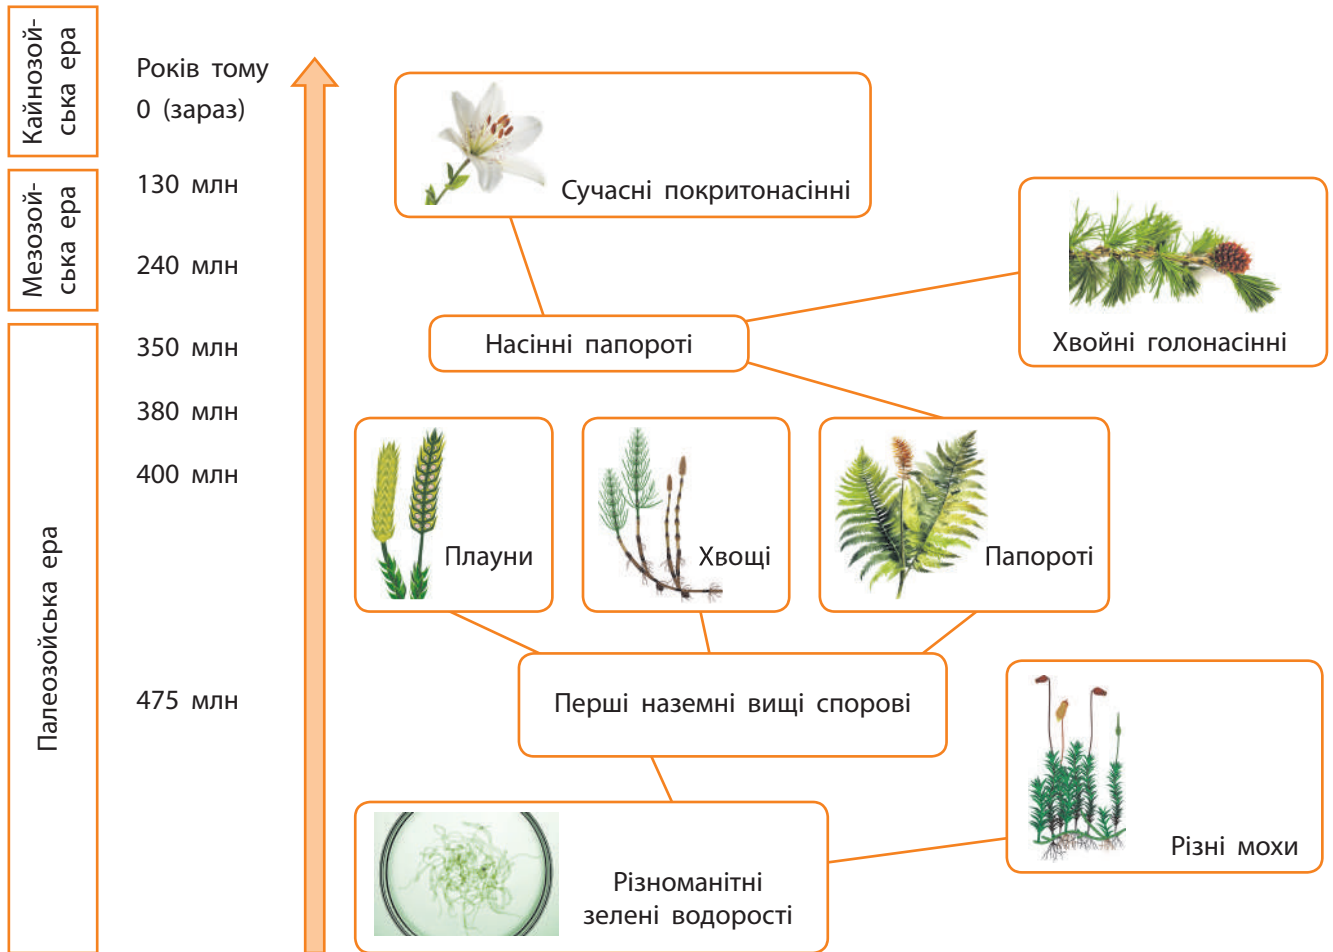 Кайнозой-
ська ера
Мезозой-
ська ера
Палеозойська ера
Років тому
0 (зараз)
130 млн
240 млн
350 млн
380 млн
400 млн
475 млн
Сучасні покритонасінні
Хвойні голонасінні
Насінні папороті
Плауни
Хвощі
Папороті
Перші наземні вищі спорові
Різні мохи
Різноманітні
зелені водорості